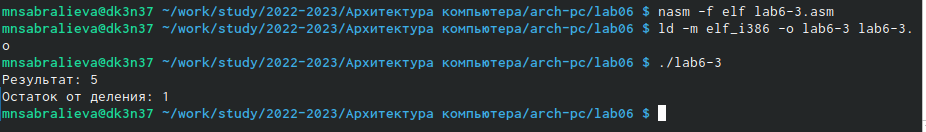 mnsabralieva@dk3n37 ~/work/study/2022-2023/Архитектура компьютера/arch-pc/lab06 $ nasm -f elf lab6-3.asm
mnsabralieva@dk3n37 ~/work/study/2022-2023/Архитектура компьютера/arch-pc/lab06 $ ld -m elf_i386 -o lab6-3 lab6-3.
o
mnsabralieva@dk3n37 ~/work/study/2022-2023/Архитектура компьютера/arch-pc/lab06 $ ./lab6-3
Результат: 5
Остаток от деления: 1
mnsabralieva@dk3n37 ~/work/study/2022-2023/Архитектура компьютера/arch-pc/lab06 $